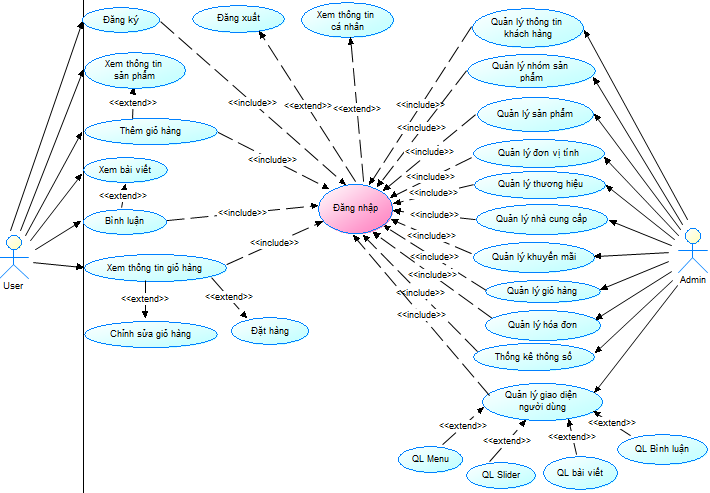 Đăng ký
Đăng xuất
Xem thông tin
cá nhân
Quản lý thông tin
khách hàng
Xem thông tin
sản phẩm
Quản lý nhóm sản
phẩm
<<extend>>
<<include>>
<<extend>>
<<extend>>
<<include>>
Thêm giỏ hàng
<<include>>
Quản lý sản phẩm
<<include>>
<<include>>
<<include>>
Quản lý đơn vị tính
Xem bài viết
<<include>>
Quản lý thương hiệu
<<extend>>
Đăng nhập
<<include>>
Bình luận
<<include>>
<<include>>
Quản lý nhà cung cấp
User
Xem thông tin giỏ hàng
<<include>>
<<include>>
Quản lý khuyến mãi
<<include>>
Admin
<<include>>
Quản lý giỏ hàng
<<extend>>
<<extend>>
<<include>>
Quản lý hóa đơn
Chỉnh sửa giỏ hàng
Đặt hàng
<<include>>
Thống kê thông số
Quản lý giao diện
người dùng
<<extend>>
<<extend>>
<<extend>>
<<extend>>
QL Menu
QL Slider
QL bài viết
QL Bình luận